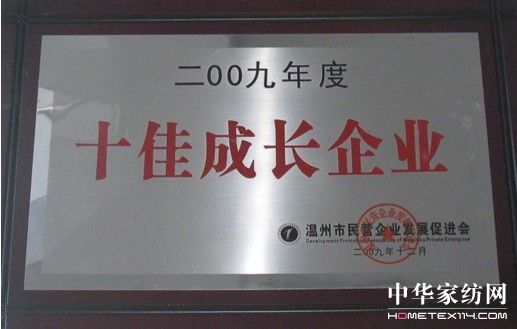 二00九年度
十佳成长企业
温州市民营企业发展促进会
Development Promotion Association of Wenzhou Private Enterprise
二00九年十二月
中华家纺网
HOMETEX114.COM